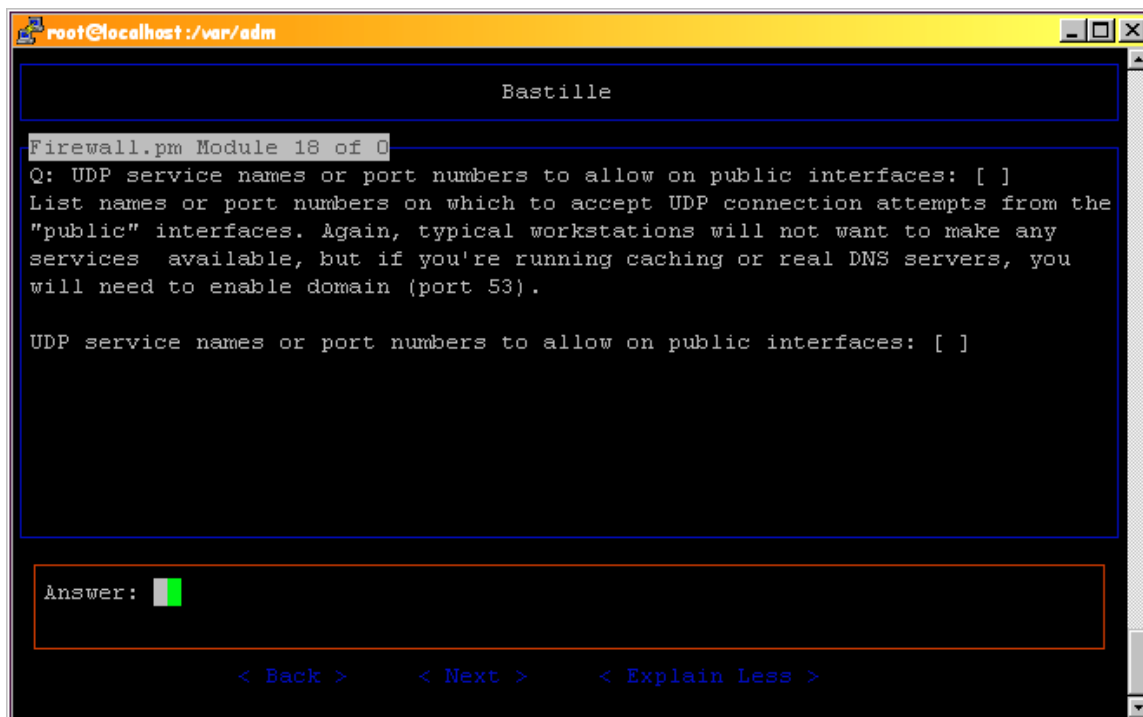 root@localhost:/var/adm
Bastille
Firewall.pm Module 18 of 0
Q: UDP service names or port numbers to allow on public interfaces: [ ]
List names or port numbers on which to accept UDP connection attempts from the
"public" interfaces. Again, typical workstations will not want to make any
services  available, but if you're running caching or real DNS servers, you
will need to enable domain (port 53).
UDP service names or port numbers to allow on public interfaces: [ ]
Answer:
< Back > < Next > < Explain Less >